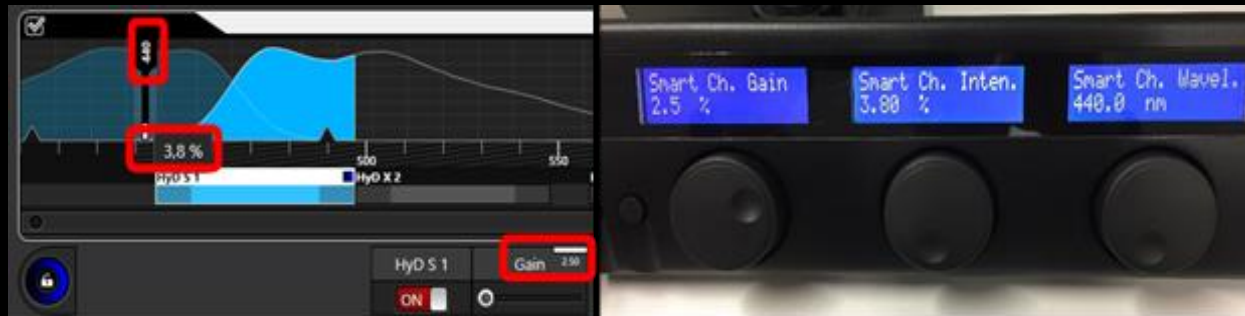 440
3,8 %
500
550
HyD S 1
HyD X 2
HyD S 1
Gain
2.50
ON
Smart Ch. Gain
2.5 %
Smart Ch. Inten.
3.80 %
Smart Ch. Wavel.
440.0 nm